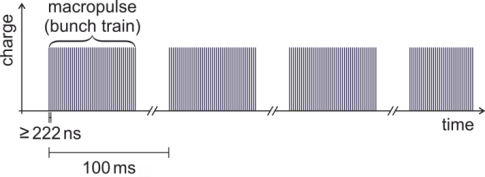 macropulse
(bunch train)
charge
≥222 ns
time
100 ms